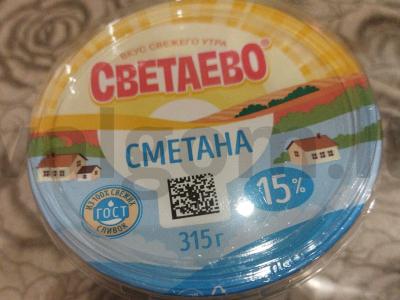 ВКУС СВЕЖЕГО УТРА
СВЕТАЕВО®
СМЕТАНА
15%
ИЗ 100% СВЕЖИХ
ГОСТ
СЛИВОК
315 г